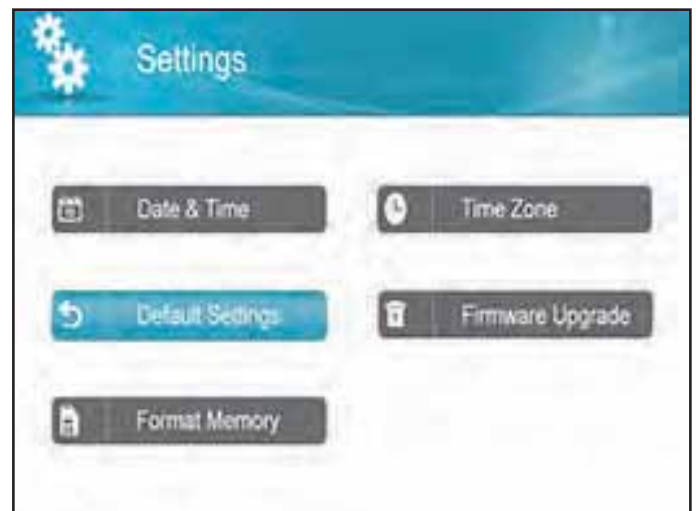 Settings
Date & Time
Time Zone
Default Settings
Firmware Upgrade
Format Memory